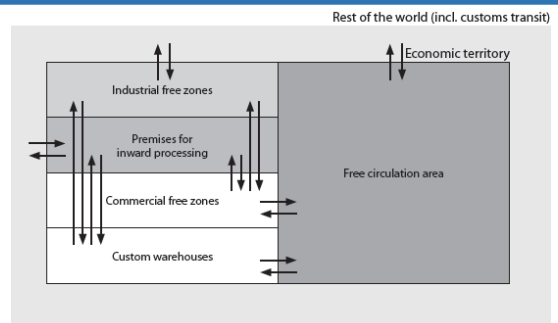 Rest of the world (incl. customs transit)
Economic territory
Industrial free zones
Premises for
inward processing
Free circulation area
Commercial free zones
Custom warehouses